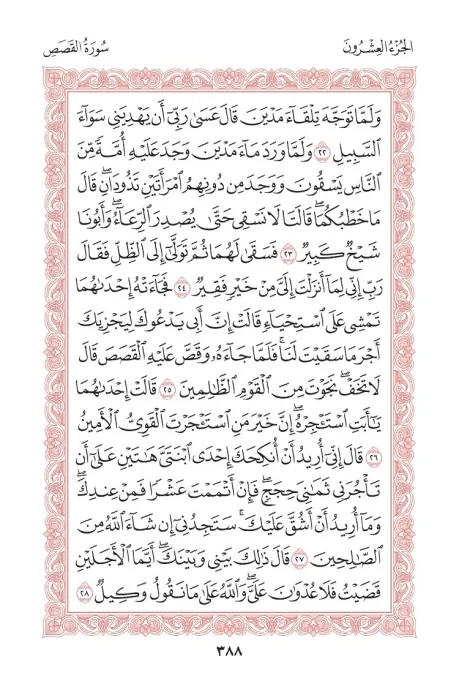 الجُزْءُ العِشْرُونَ
سُورَةُ القَصَصِ
وَلَمَّا تَوَجَّهَ تِلْقَآءَ مَدْيَنَ قَالَ عَسَىٰ رَبِّىٓ أَن يَهْدِيَنِى سَوَآءَ
ٱلسَّبِيلِ ٢٢ وَلَمَّا وَرَدَ مَآءَ مَدْيَنَ وَجَدَ عَلَيْهِ أُمَّةً مِّنَ
ٱلنَّاسِ يَسْقُونَ وَوَجَدَ مِن دُونِهِمُ ٱمْرَأَتَيْنِ تَذُودَانِۖ قَالَ
مَا خَطْبُكُمَاۖ قَالَتَا لَا نَسْقِى حَتَّىٰ يُصْدِرَ ٱلرِّعَآءُۖ وَأَبُونَا
شَيْخٌ كَبِيرٌ ٢٣ فَسَقَىٰ لَهُمَا ثُمَّ تَوَلَّىٰٓ إِلَى ٱلظِّلِّ فَقَالَ
رَبِّ إِنِّى لِمَآ أَنزَلْتَ إِلَىَّ مِنْ خَيْرٍ فَقِيرٌ ٢٤ فَجَآءَتْهُ إِحْدَىٰهُمَا
تَمْشِى عَلَى ٱسْتِحْيَآءٍ قَالَتْ إِنَّ أَبِى يَدْعُوكَ لِيَجْزِيَكَ
أَجْرَ مَا سَقَيْتَ لَنَاۚ فَلَمَّا جَآءَهُۥ وَقَصَّ عَلَيْهِ ٱلْقَصَصَ قَالَ
لَا تَخَفْۖ نَجَوْتَ مِنَ ٱلْقَوْمِ ٱلظَّٰلِمِينَ ٢٥ قَالَتْ إِحْدَىٰهُمَا
يَٰٓأَبَتِ ٱسْتَـْٔجِرْهُۖ إِنَّ خَيْرَ مَنِ ٱسْتَـْٔجَرْتَ ٱلْقَوِىُّ ٱلْأَمِينُ
٢٦ قَالَ إِنِّىٓ أُرِيدُ أَنْ أُنكِحَكَ إِحْدَى ٱبْنَتَىَّ هَٰتَيْنِ عَلَىٰٓ أَن
تَأْجُرَنِى ثَمَٰنِىَ حِجَجٍۖ فَإِنْ أَتْمَمْتَ عَشْرًا فَمِنْ عِندِكَۖ
وَمَآ أُرِيدُ أَنْ أَشُقَّ عَلَيْكَۚ سَتَجِدُنِىٓ إِن شَآءَ ٱللَّهُ مِنَ
ٱلصَّٰلِحِينَ ٢٧ قَالَ ذَٰلِكَ بَيْنِى وَبَيْنَكَۖ أَيَّمَا ٱلْأَجَلَيْنِ
قَضَيْتُ فَلَا عُدْوَٰنَ عَلَىَّۖ وَٱللَّهُ عَلَىٰ مَا نَقُولُ وَكِيلٌ ٢٨
٣٨٨